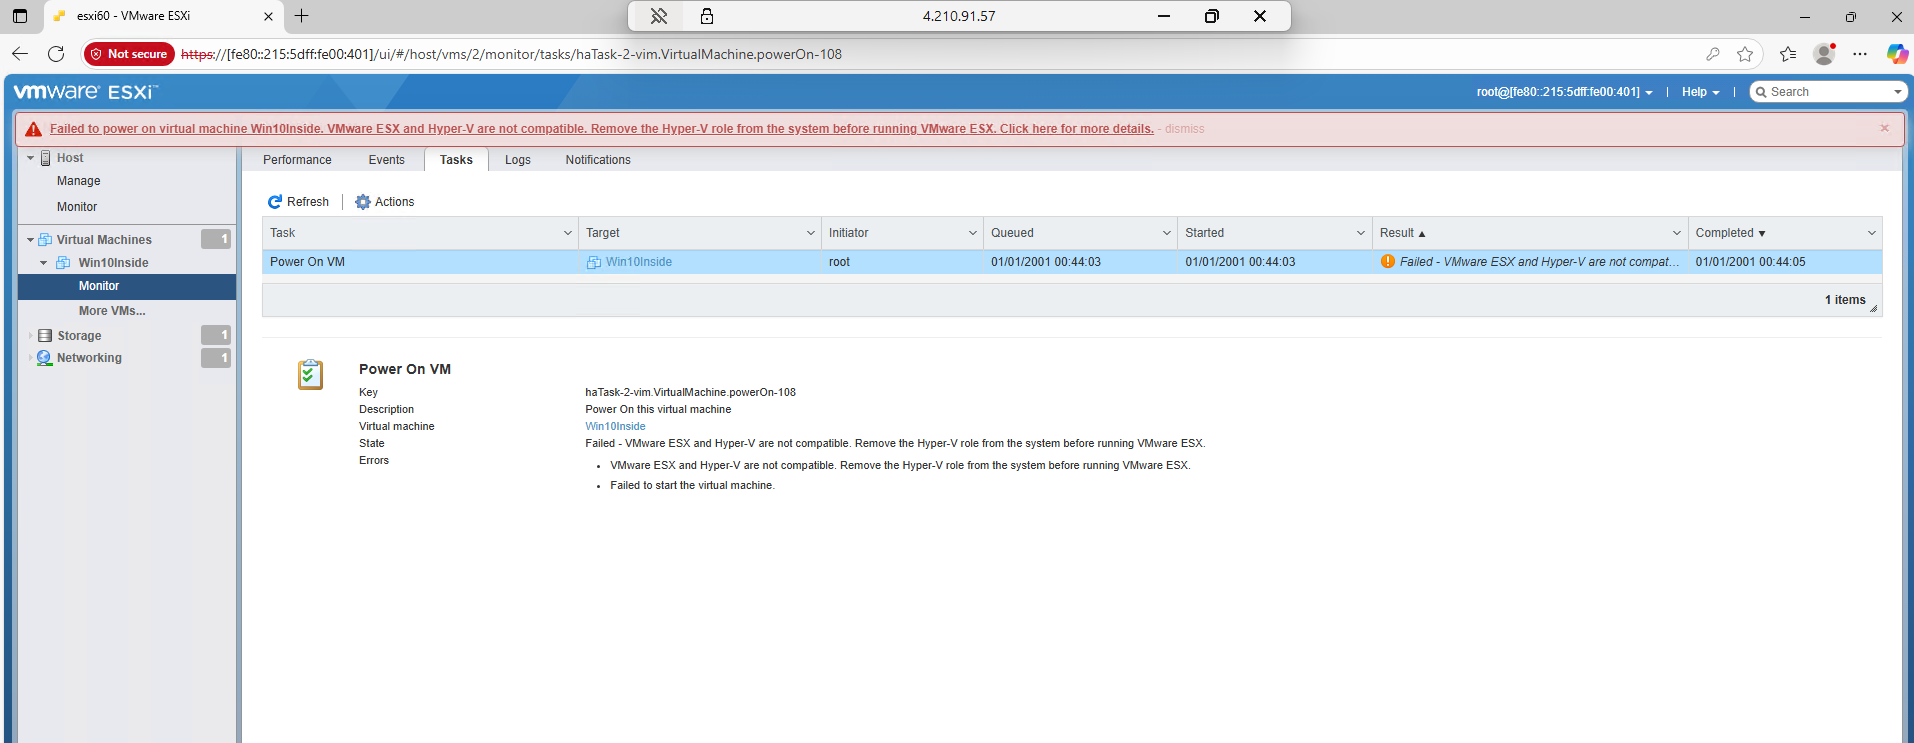 esxi60 - VMware ESXi
4.210.91.57
Not secure https://[fe80::215:5dff:fe00:401]/ui/#/host/vms/2/monitor/tasks/haTask-2-vim.VirtualMachine.powerOn-108
vmware ESXi™
root@[fe80::215:5dff:fe00:401] | Help | Search
Failed to power on virtual machine Win10Inside. VMware ESX and Hyper-V are not compatible. Remove the Hyper-V role from the system before running VMware ESX. Click here for more details. - dismiss
Host
Manage
Monitor
Virtual Machines 1
Win10Inside
Monitor
More VMs...
Storage 1
Networking 1
Performance Events Tasks Logs Notifications
Refresh | Actions
Task Target Initiator Queued Started Result ▲ Completed ▼
Power On VM Win10Inside root 01/01/2001 00:44:03 01/01/2001 00:44:03 Failed - VMware ESX and Hyper-V are not compat... 01/01/2001 00:44:05
1 items
Power On VM
Key haTask-2-vim.VirtualMachine.powerOn-108
Description Power On this virtual machine
Virtual machine Win10Inside
State Failed - VMware ESX and Hyper-V are not compatible. Remove the Hyper-V role from the system before running VMware ESX.
Errors
• VMware ESX and Hyper-V are not compatible. Remove the Hyper-V role from the system before running VMware ESX.
• Failed to start the virtual machine.